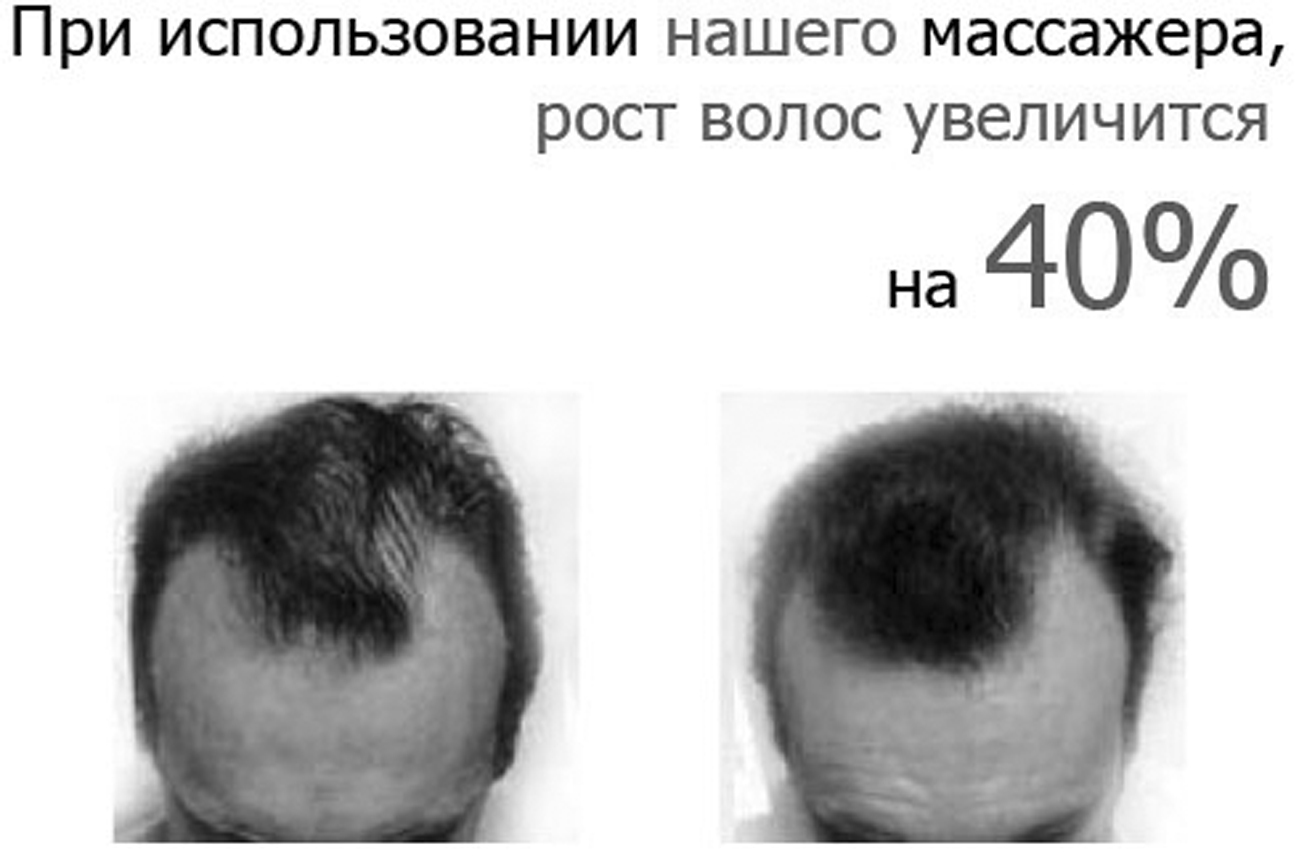 При использовании нашего массажера,
рост волос увеличится
на 40%